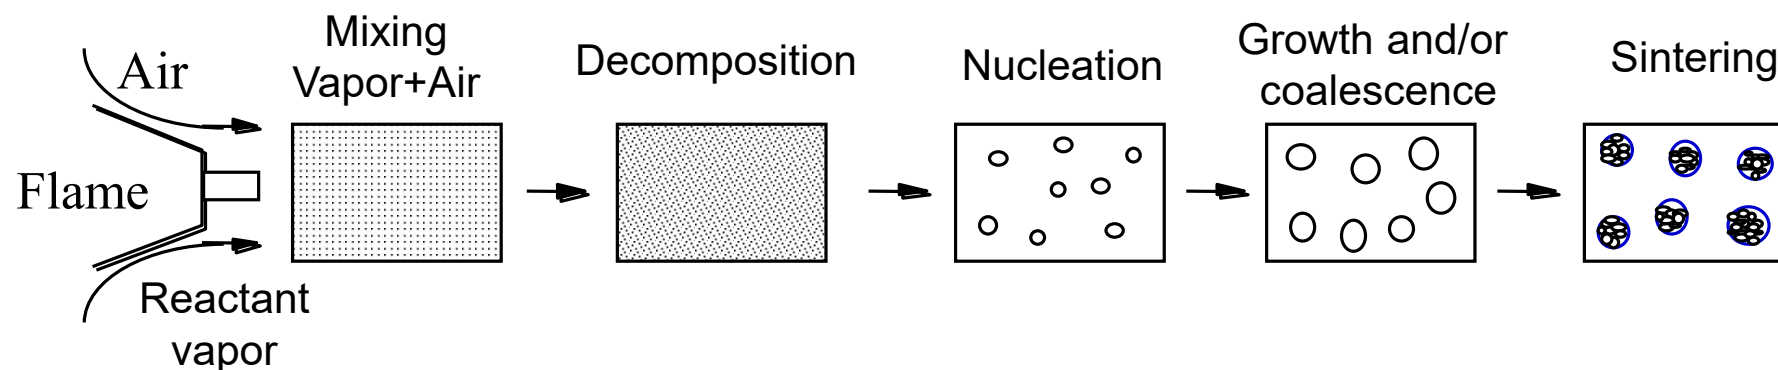 Air
Flame
Reactant
vapor
Mixing
Vapor+Air
Decomposition
Nucleation
Growth and/or
coalescence
Sintering